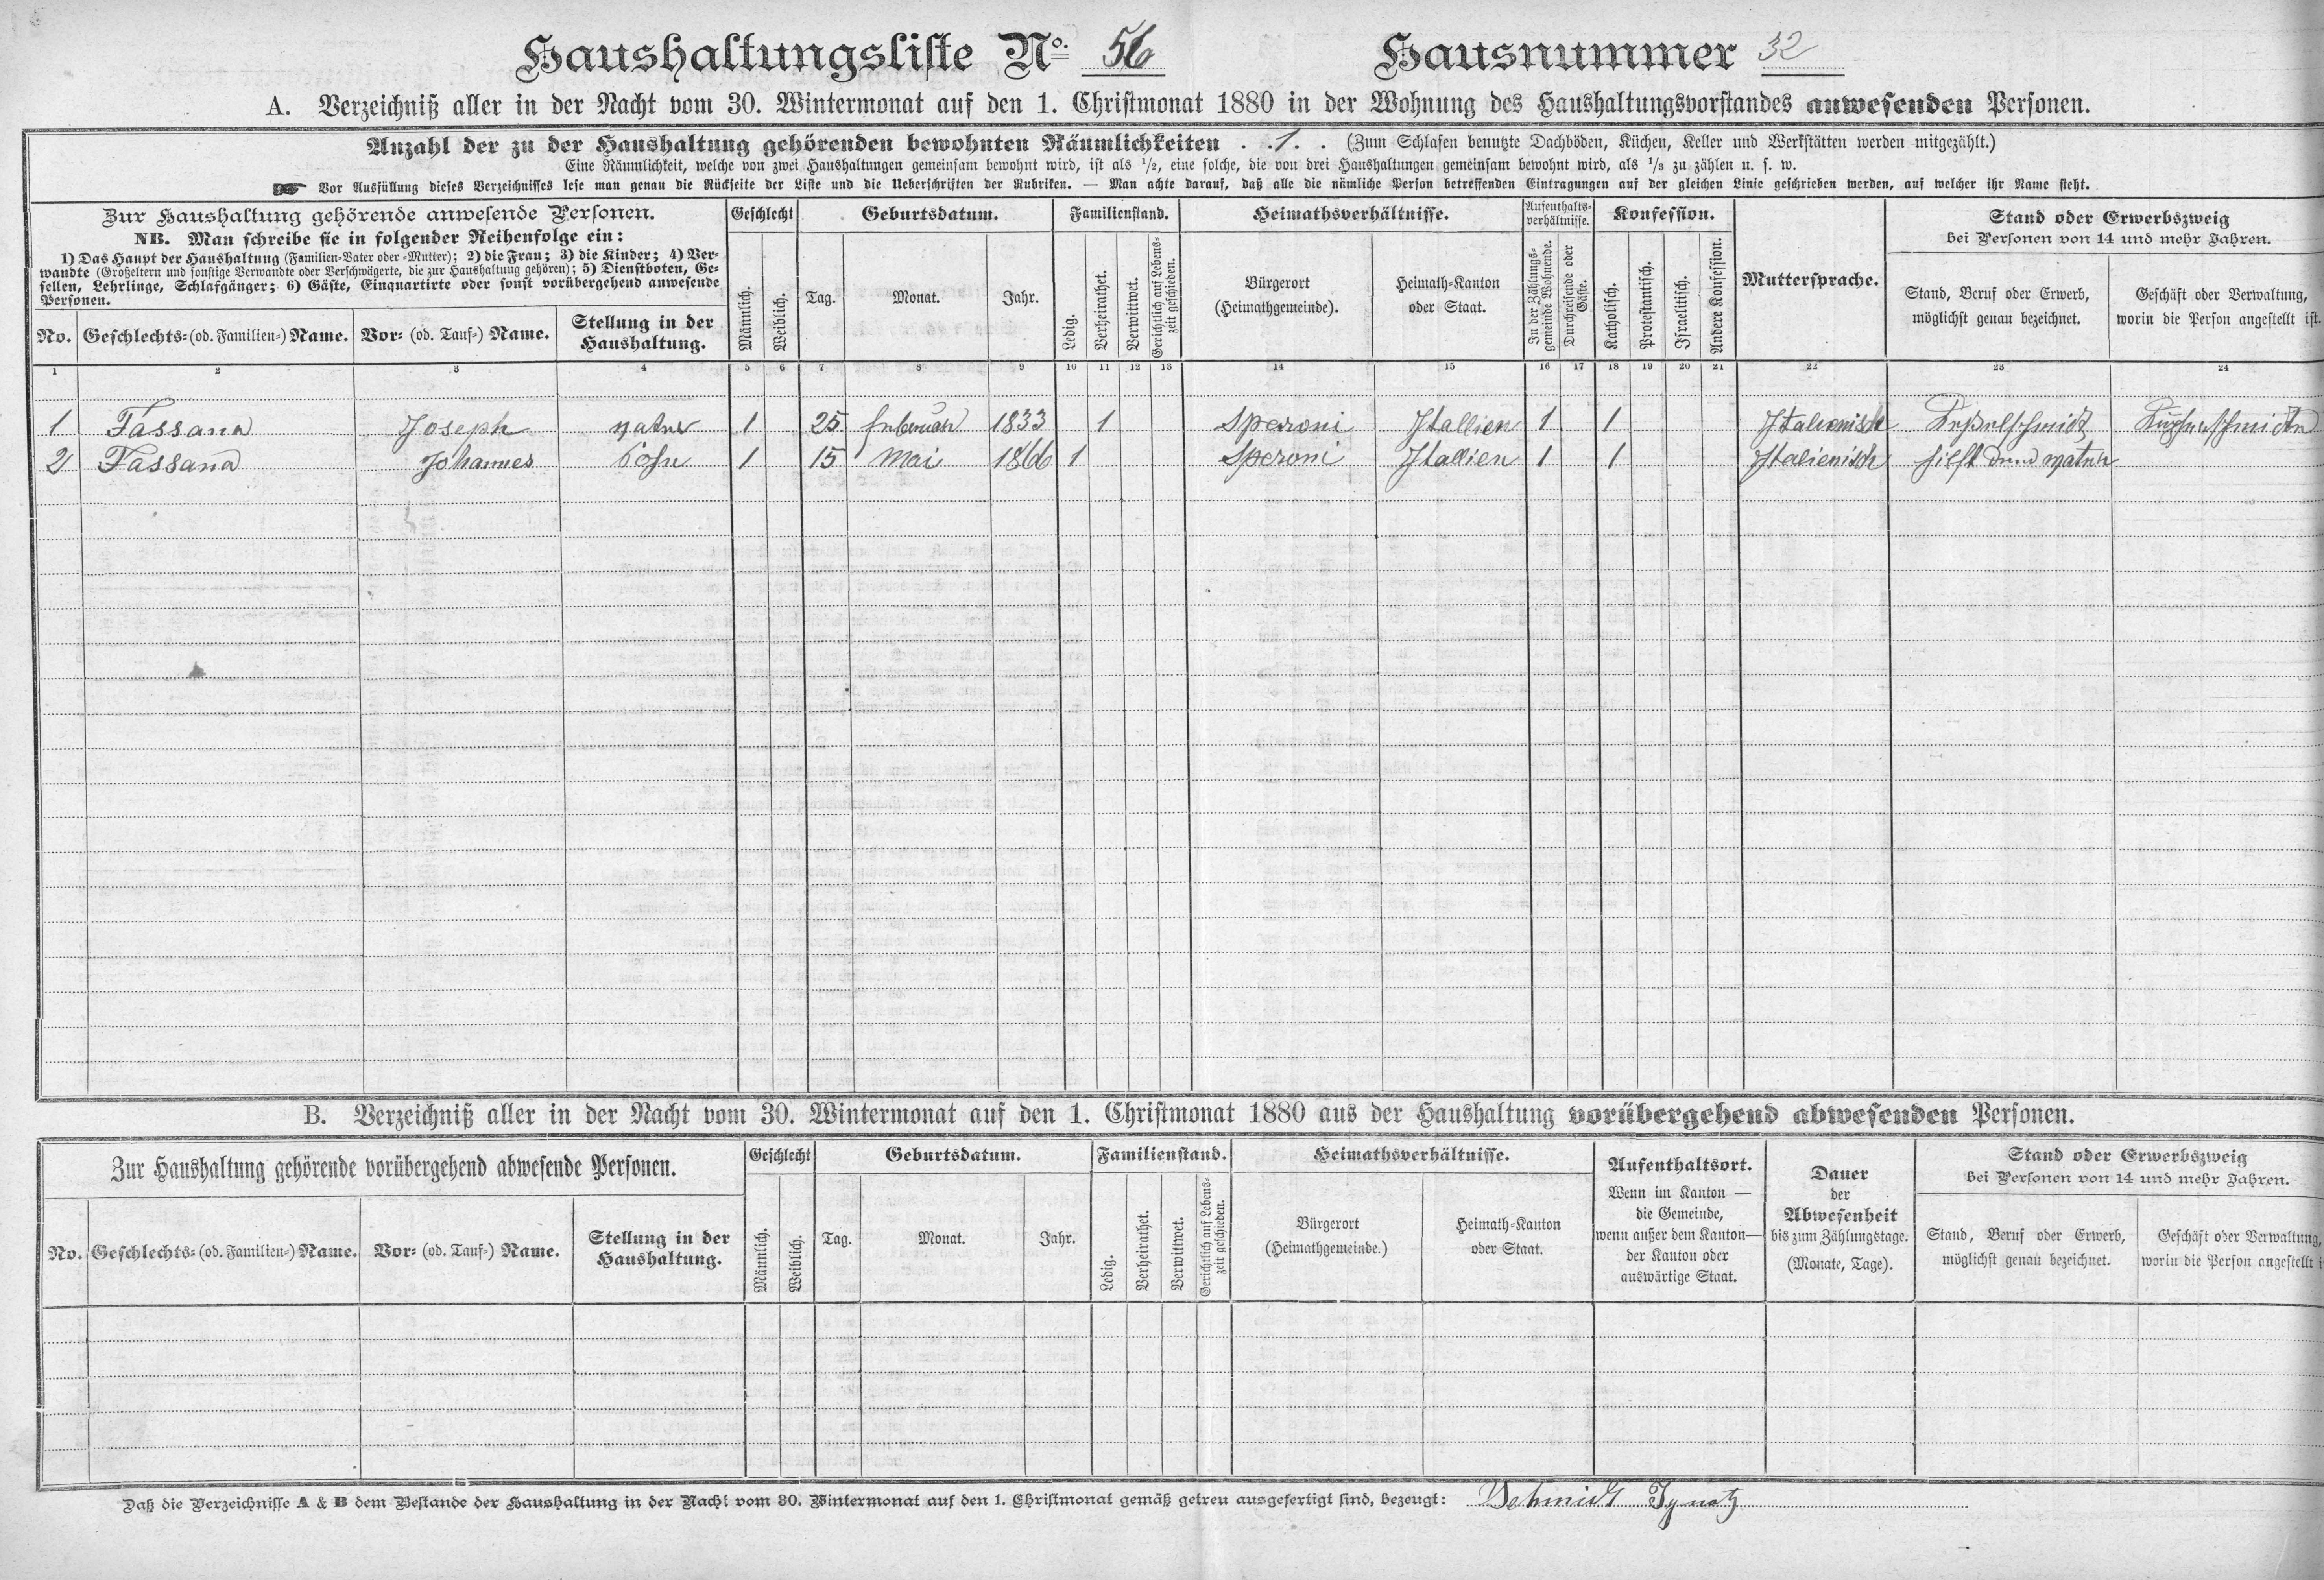 Haushaltungsliste No. 56 Hausnummer 32
A. Verzeichniß aller in der Nacht vom 30. Wintermonat auf den 1. Christmonat 1880 in der Wohnung des Haushaltungsvorstandes anwesenden Personen.
Anzahl der zu der Haushaltung gehörenden bewohnten Räumlichkeiten . .1. . (Zum Schlafen benutzte Dachböden, Küchen, Keller und Werkstätten werden mitgezählt.)
Eine Räumlichkeit, welche von zwei Haushaltungen gemeinsam bewohnt wird, ist als 1/2, eine solche, die von drei Haushaltungen gemeinsam bewohnt wird, als 1/3 zu zählen u. s. w.
☛ Vor Ausfüllung dieses Verzeichnisses lese man genau die Rückseite der Liste und die Ueberschriften der Rubriken. — Man achte darauf, daß alle die nämliche Person betreffenden Eintragungen auf der gleichen Linie geschrieben werden, auf welcher ihr Name steht.
Zur Haushaltung gehörende anwesende Personen.
NB. Man schreibe sie in folgender Reihenfolge ein:
1) Das Haupt der Haushaltung (Familien-Vater oder -Mutter); 2) die Frau; 3) die Kinder; 4) Ver-
wandte (Großeltern und sonstige Verwandte oder Verschwägerte, die zur Haushaltung gehören); 5) Dienstboten, Ge-
sellen, Lehrlinge, Schlafgänger; 6) Gäste, Einquartirte oder sonst vorübergehend anwesende
Personen.
No. Geschlechts-(od. Familien-) Name. Vor- (od. Tauf-) Name. Stellung in der
Haushaltung.
Geschlecht
Männlich.
Weiblich.
Geburtsdatum.
Tag. Monat. Jahr.
Familienstand.
Ledig.
Verheirathet.
Verwittwet.
Gerichtlich auf Lebens-
zeit geschieden.
Heimathsverhältnisse.
Bürgerort
(Heimathgemeinde).
Heimath-Kanton
oder Staat.
Aufenthalts-
verhältnisse.
In der Zählungs-
gemeinde Wohnende.
Durchreisende oder
Gäste.
Konfession.
Katholisch.
Protestantisch.
Israelitisch.
Andere Konfession.
Muttersprache.
Stand oder Erwerbszweig
bei Personen von 14 und mehr Jahren.
Stand, Beruf oder Erwerb,
möglichst genau bezeichnet.
Geschäft oder Verwaltung,
worin die Person angestellt ist.
1 2 3 4 5 6 7 8 9 10 11 12 13 14 15 16 17 18 19 20 21 22 23 24
1 Fassana Joseph Vater 1 25 Februar 1833 1 Speroni Itallien 1 1 Italienisch
2 Fassana Johannes Sohn 1 15 Mai 1866 1 Speroni Itallien 1 1 Italienisch hilft dem Vater
B. Verzeichniß aller in der Nacht vom 30. Wintermonat auf den 1. Christmonat 1880 aus der Haushaltung vorübergehend abwesenden Personen.
Zur Haushaltung gehörende vorübergehend abwesende Personen.
No. Geschlechts- (od. Familien-) Name. Vor- (od. Tauf-) Name. Stellung in der
Haushaltung.
Geschlecht
Männlich.
Weiblich.
Geburtsdatum.
Tag. Monat. Jahr.
Familienstand.
Ledig.
Verheirathet.
Verwittwet.
Gerichtlich auf Lebens-
zeit geschieden.
Heimathsverhältnisse.
Bürgerort
(Heimathgemeinde.)
Heimath-Kanton
oder Staat.
Aufenthaltsort.
Wenn im Kanton —
die Gemeinde,
wenn außer dem Kanton —
der Kanton oder
auswärtige Staat.
Dauer
der
Abwesenheit
bis zum Zählungstage.
(Monate, Tage).
Stand oder Erwerbszweig
bei Personen von 14 und mehr Jahren.
Stand, Beruf oder Erwerb,
möglichst genau bezeichnet.
Geschäft oder Verwaltung,
worin die Person angestellt
Daß die Verzeichnisse A & B dem Bestande der Haushaltung in der Nacht vom 30. Wintermonat auf den 1. Christmonat gemäß getreu ausgefertigt sind, bezeugt: Schmidt Ignatz